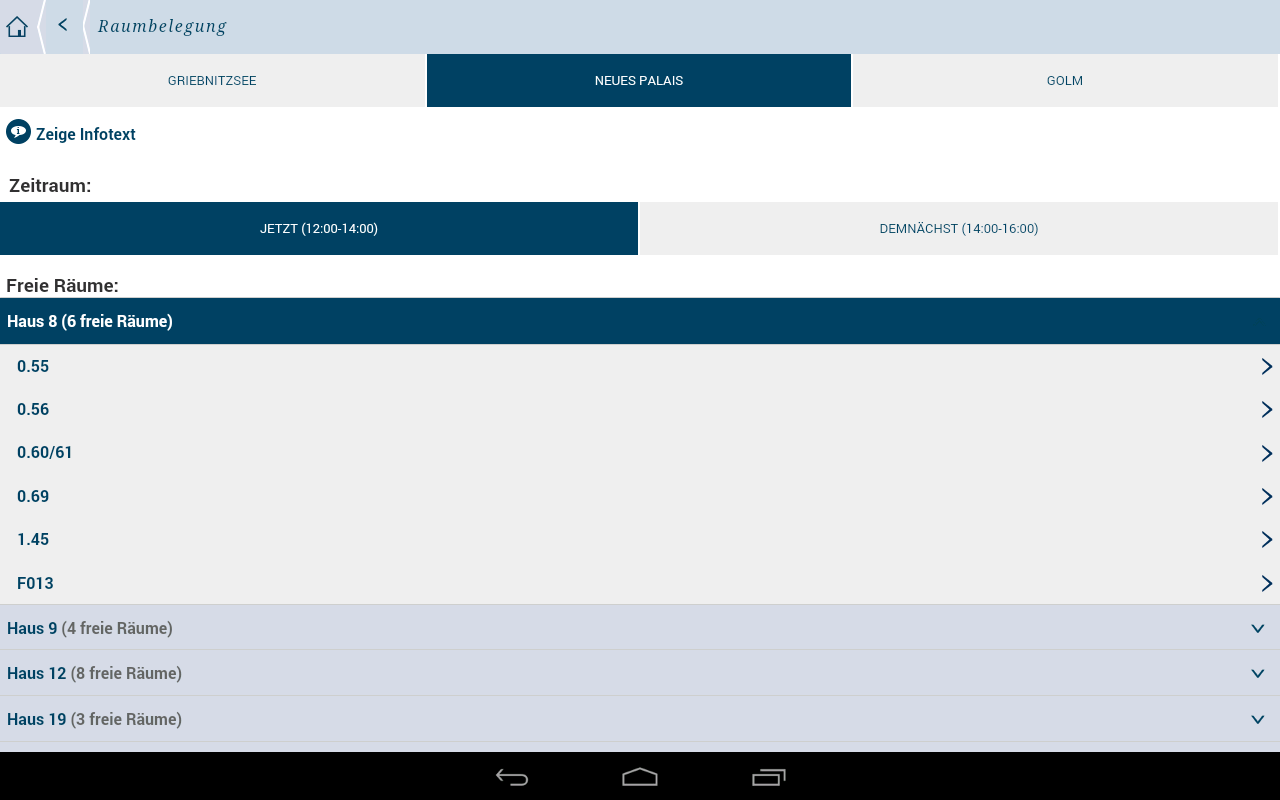 Raumbelegung
GRIEBNITZSEE NEUES PALAIS GOLM
Zeige Infotext
Zeitraum:
JETZT (12:00-14:00) DEMNÄCHST (14:00-16:00)
Freie Räume:
Haus 8 (6 freie Räume)
0.55
0.56
0.60/61
0.69
1.45
F013
Haus 9 (4 freie Räume)
Haus 12 (8 freie Räume)
Haus 19 (3 freie Räume)